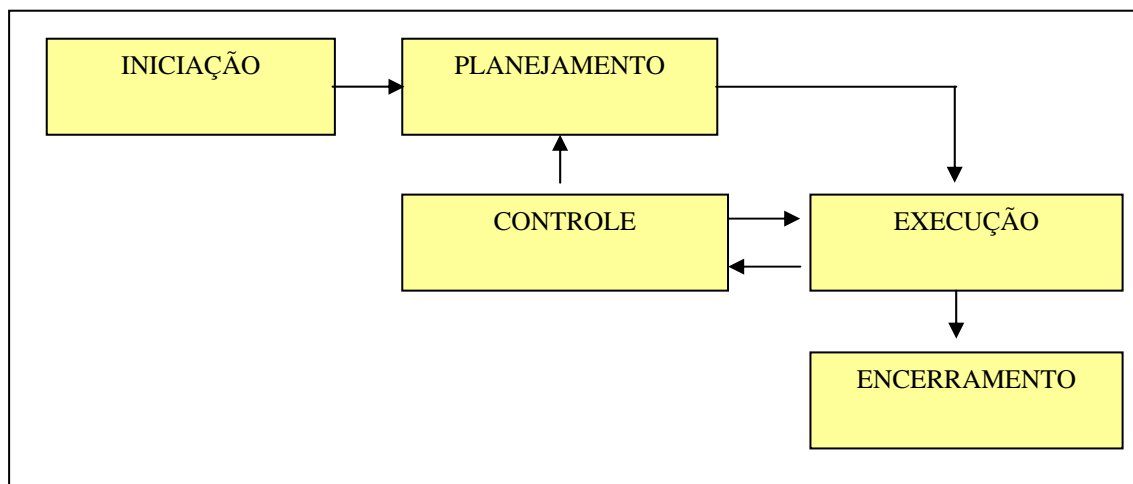 INICIAÇÃO
PLANEJAMENTO
CONTROLE
EXECUÇÃO
ENCERRAMENTO